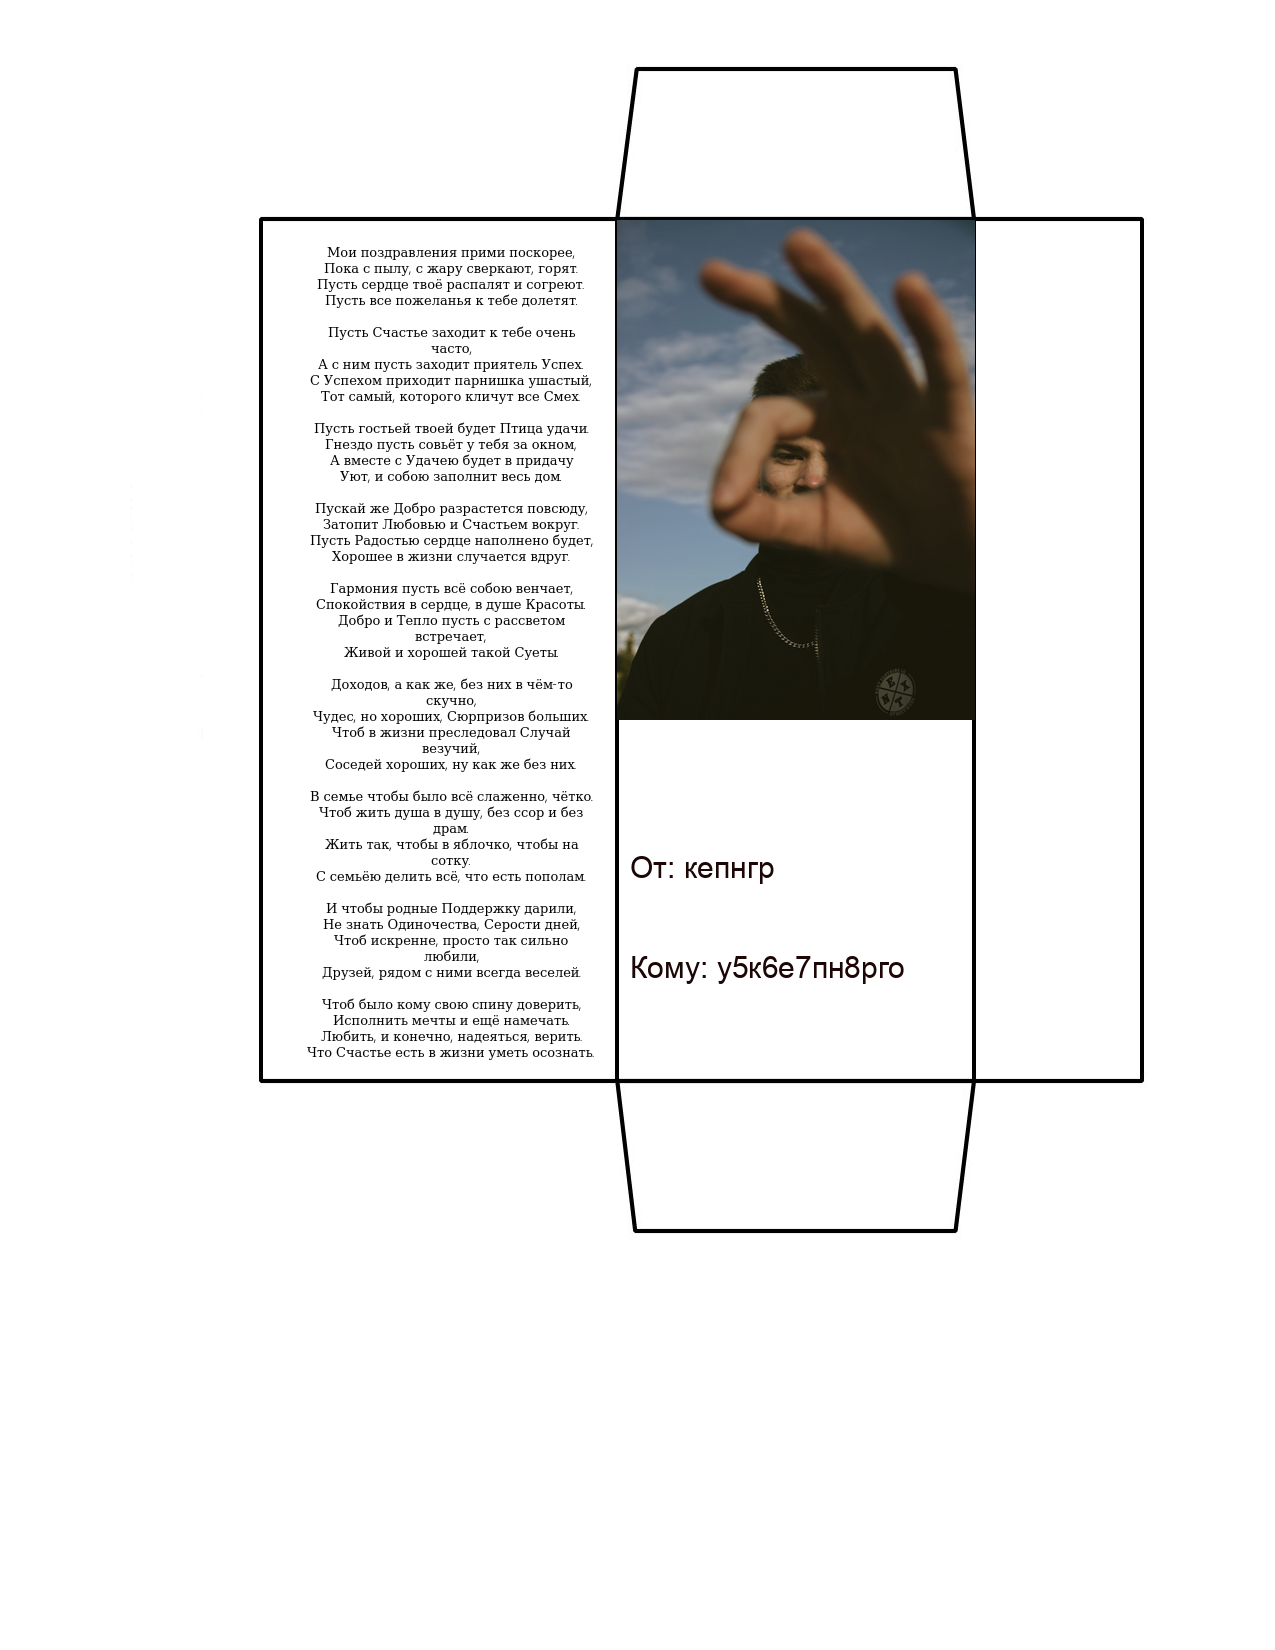 Мои поздравления прими поскорее,
Пока с пылу, с жару сверкают, горят.
Пусть сердце твоё распалят и согреют.
Пусть все пожеланья к тебе долетят.
Пусть Счастье заходит к тебе очень
часто,
А с ним пусть заходит приятель Успех.
С Успехом приходит парнишка ушастый,
Тот самый, которого кличут все Смех.
Пусть гостьей твоей будет Птица удачи.
Гнездо пусть совьёт у тебя за окном,
А вместе с Удачею будет в придачу
Уют, и собою заполнит весь дом.
Пускай же Добро разрастется повсюду,
Затопит Любовью и Счастьем вокруг.
Пусть Радостью сердце наполнено будет,
Хорошее в жизни случается вдруг.
Гармония пусть всё собою венчает,
Спокойствия в сердце, в душе Красоты.
Добро и Тепло пусть с рассветом
встречает,
Живой и хорошей такой Суеты.
Доходов, а как же, без них в чём-то
скучно,
Чудес, но хороших, Сюрпризов больших.
Чтоб в жизни преследовал Случай
везучий,
Соседей хороших, ну как же без них.
В семье чтобы было всё слаженно, чётко.
Чтоб жить душа в душу, без ссор и без
драм.
Жить так, чтобы в яблочко, чтобы на
сотку.
С семьёю делить всё, что есть пополам.
И чтобы родные Поддержку дарили,
Не знать Одиночества, Серости дней,
Чтоб искренне, просто так сильно
любили,
Друзей, рядом с ними всегда веселей.
Чтоб было кому свою спину доверить,
Исполнить мечты и ещё намечать.
Любить, и конечно, надеяться, верить.
Что Счастье есть в жизни уметь осознать.
От: кепнгр
Кому: у5к6е7пн8рго